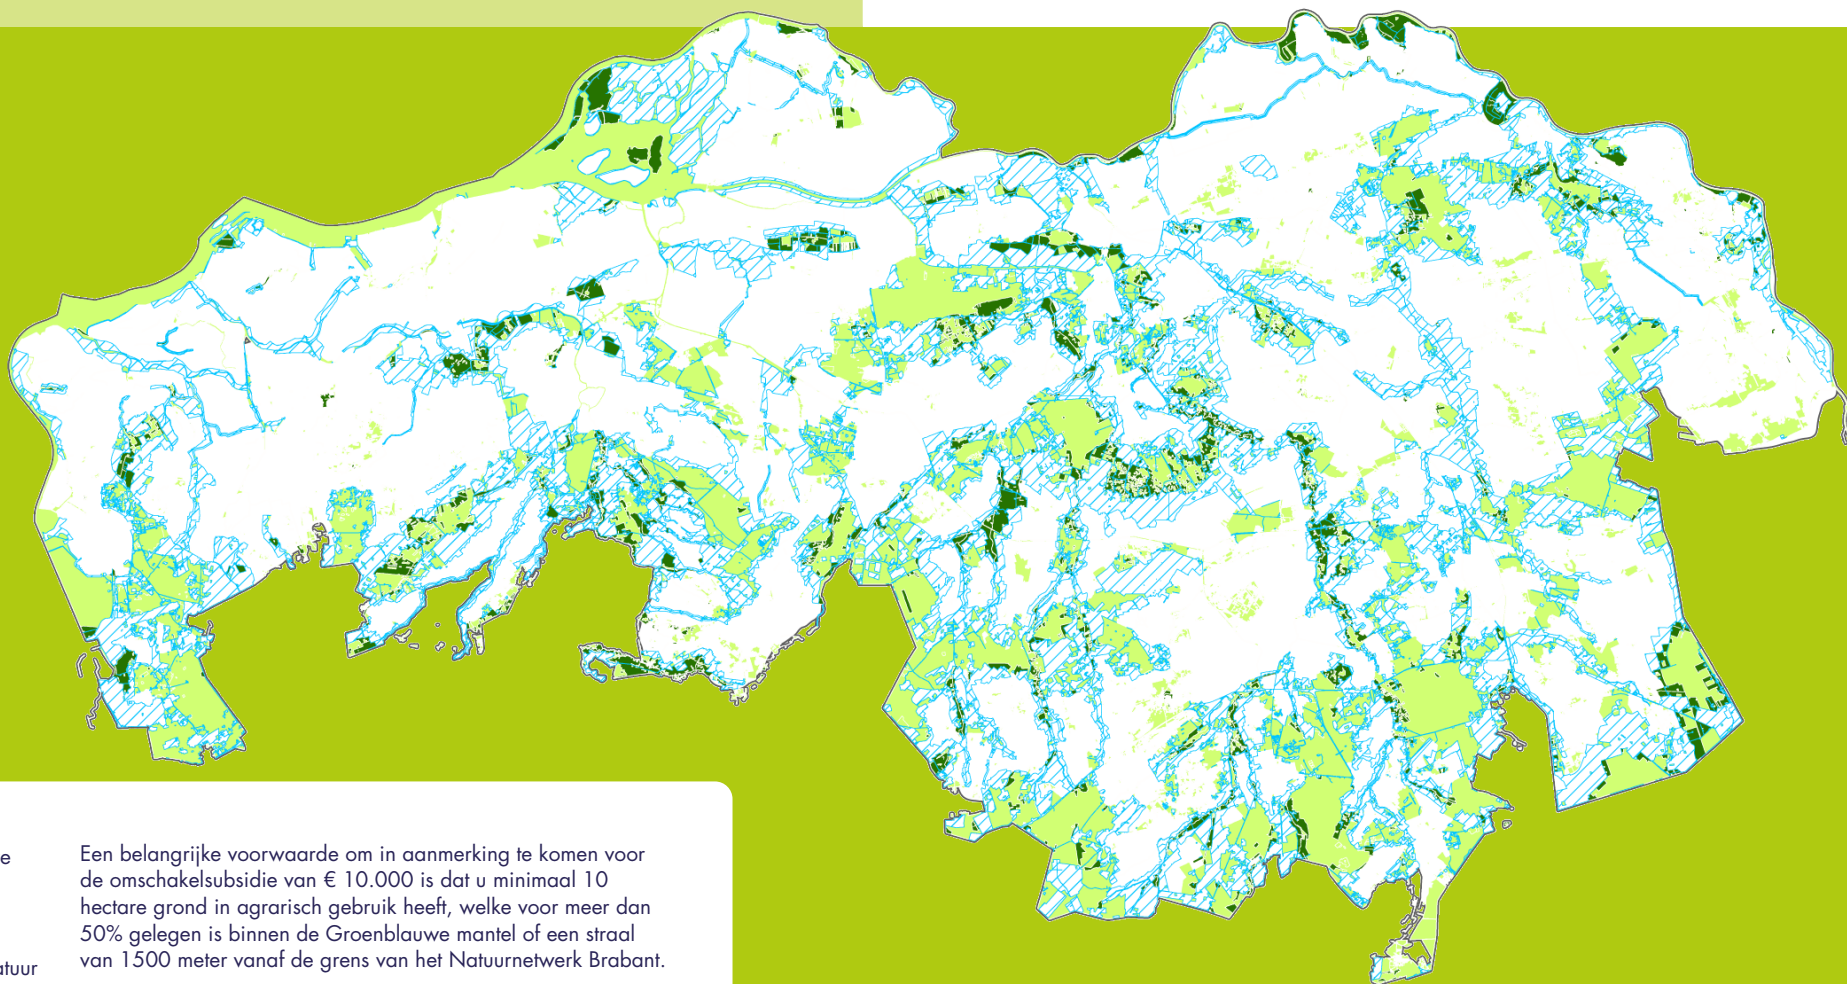 e
atuur
Een belangrijke voorwaarde om in aanmerking te komen voor
de omschakelsubsidie van € 10.000 is dat u minimaal 10
hectare grond in agrarisch gebruik heeft, welke voor meer dan
50% gelegen is binnen de Groenblauwe mantel of een straal
van 1500 meter vanaf de grens van het Natuurnetwerk Brabant.